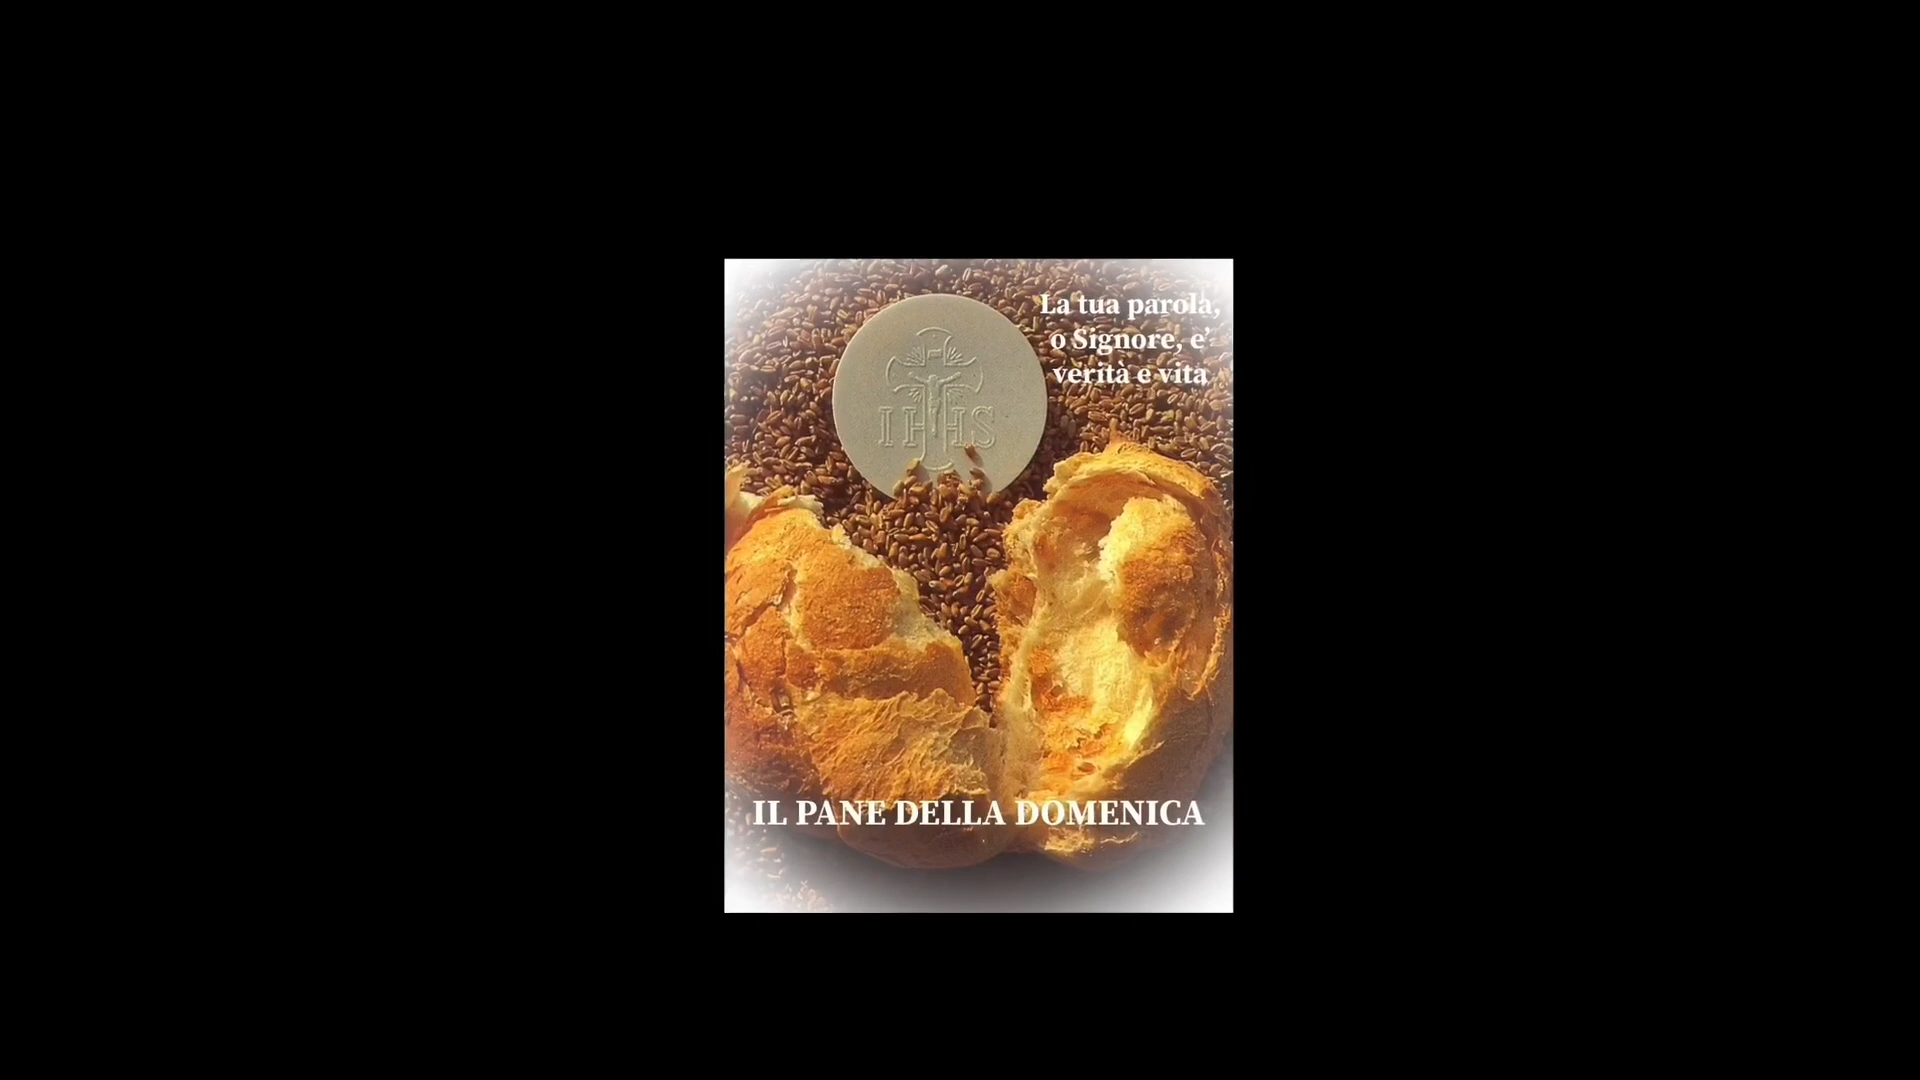 La tua parola,
o Signore, e'
verità e vita
IHS
IL PANE DELLA DOMENICA